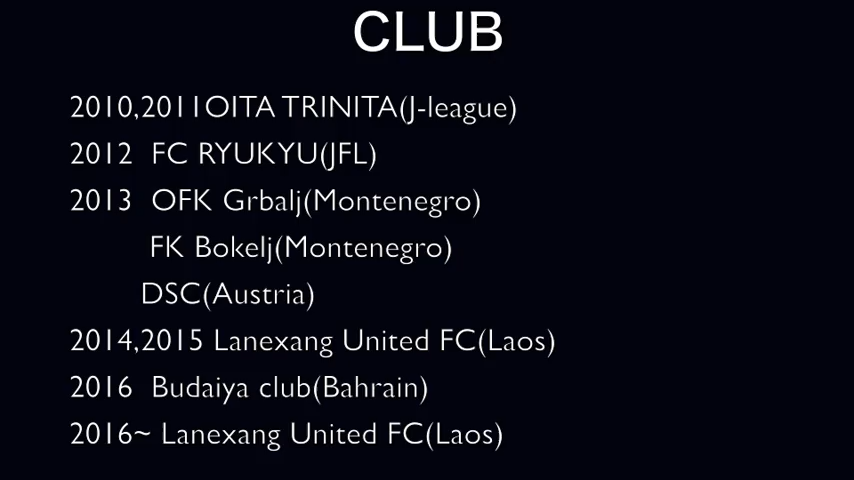 CLUB
2010,2011OITA TRINITA(J-league)
2012 FC RYUKYU(JFL)
2013 OFK Grbalj(Montenegro)
FK Bokelj(Montenegro)
DSC(Austria)
2014,2015 Lanexang United FC(Laos)
2016 Budaiya club(Bahrain)
2016~ Lanexang United FC(Laos)